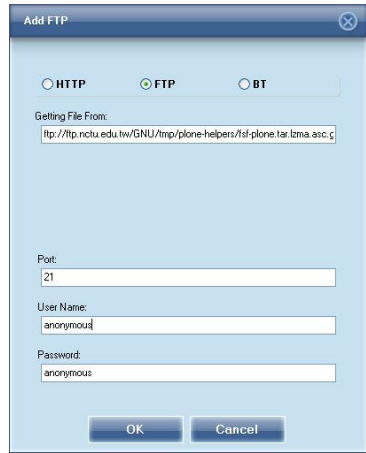 Add FTP
HTTP FTP BT
Getting File From:
ftp://ftp.nctu.edu.tw/GNU/tmp/plone-helpers/fsf-plone.tar.lzma.asc.g
Port:
21
User Name:
anonymous
Password:
anonymous
OK Cancel